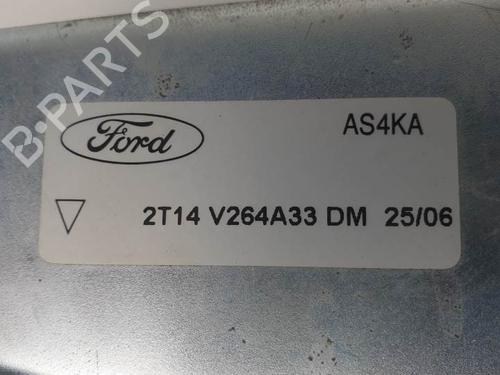 B-PARTS
Ford
AS4KA
2T14 V264A33 DM 25/06